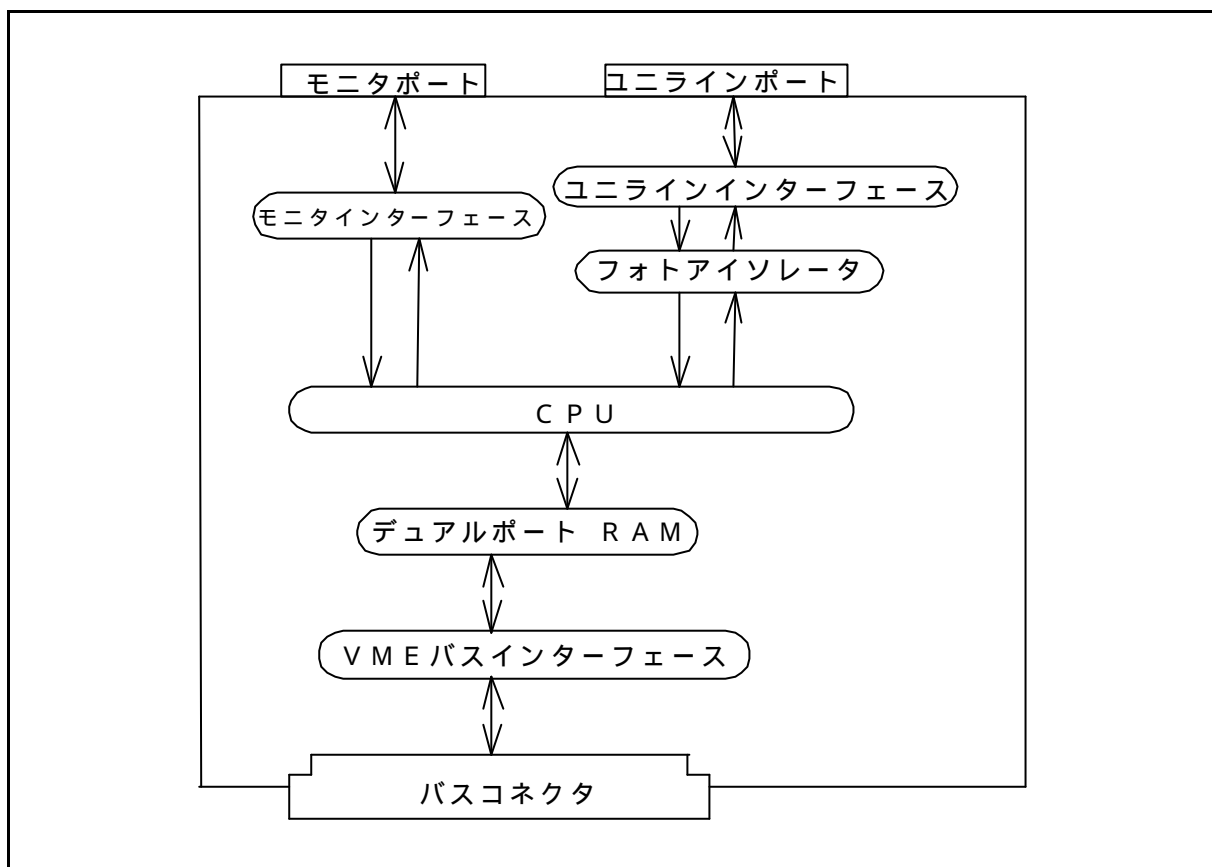 モニタポート
ユニラインポート
ユニラインインターフェース
モニタインターフェース
フォトアイソレータ
CPU
デュアルポート RAM
VMEバスインターフェース
バスコネクタ